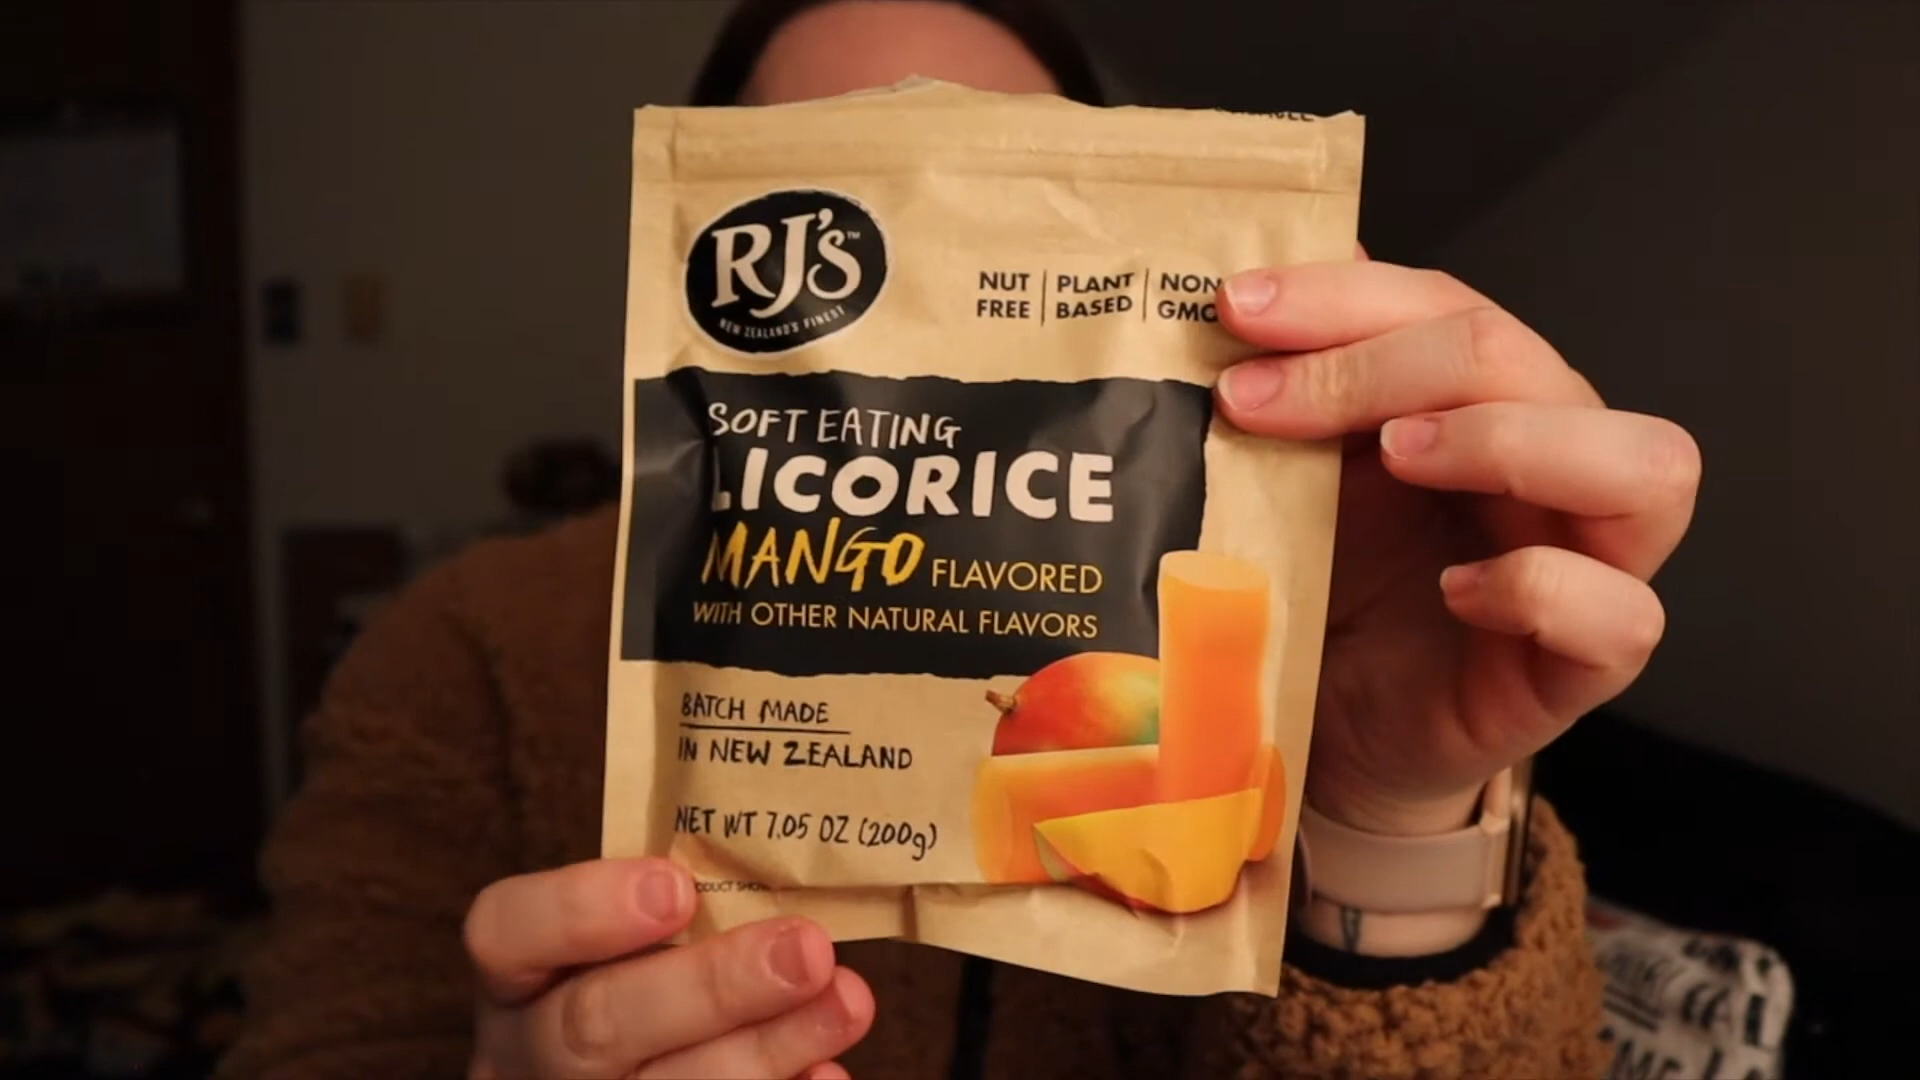 RJ'S™
NEW ZEALAND'S FINEST
NUT FREE
PLANT BASED
NON GMO
SOFT EATING
LICORICE
MANGO FLAVORED
WITH OTHER NATURAL FLAVORS
BATCH MADE
IN NEW ZEALAND
NET WT 7.05 OZ (200g)